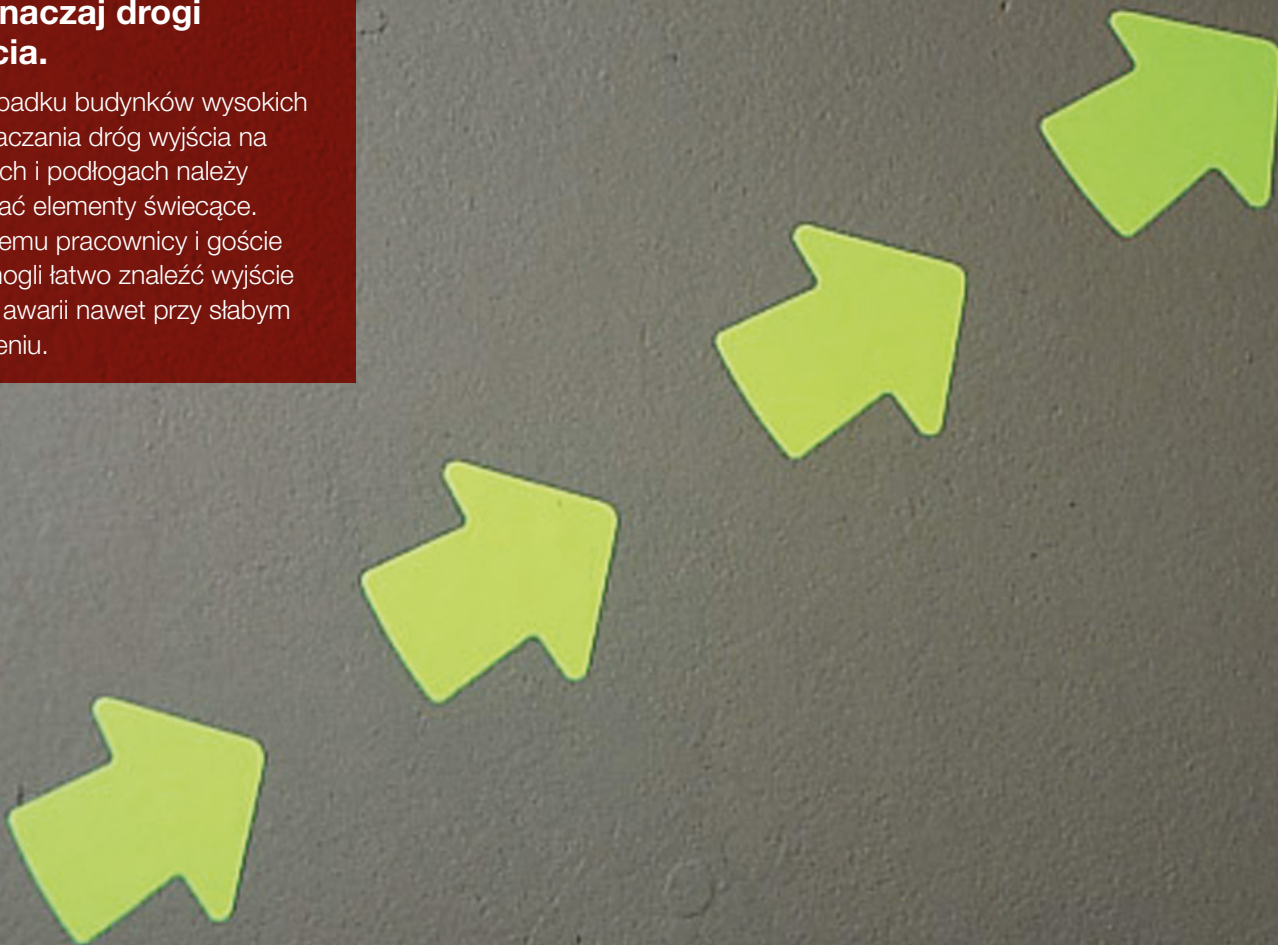 naczaj drogi
cia.
padku budynków wysokich
aczania dróg wyjścia na
ch i podłogach należy
ać elementy świecące.
emu pracownicy i goście
nogli łatwo znaleźć wyjście
awarii nawet przy słabym
eniu.